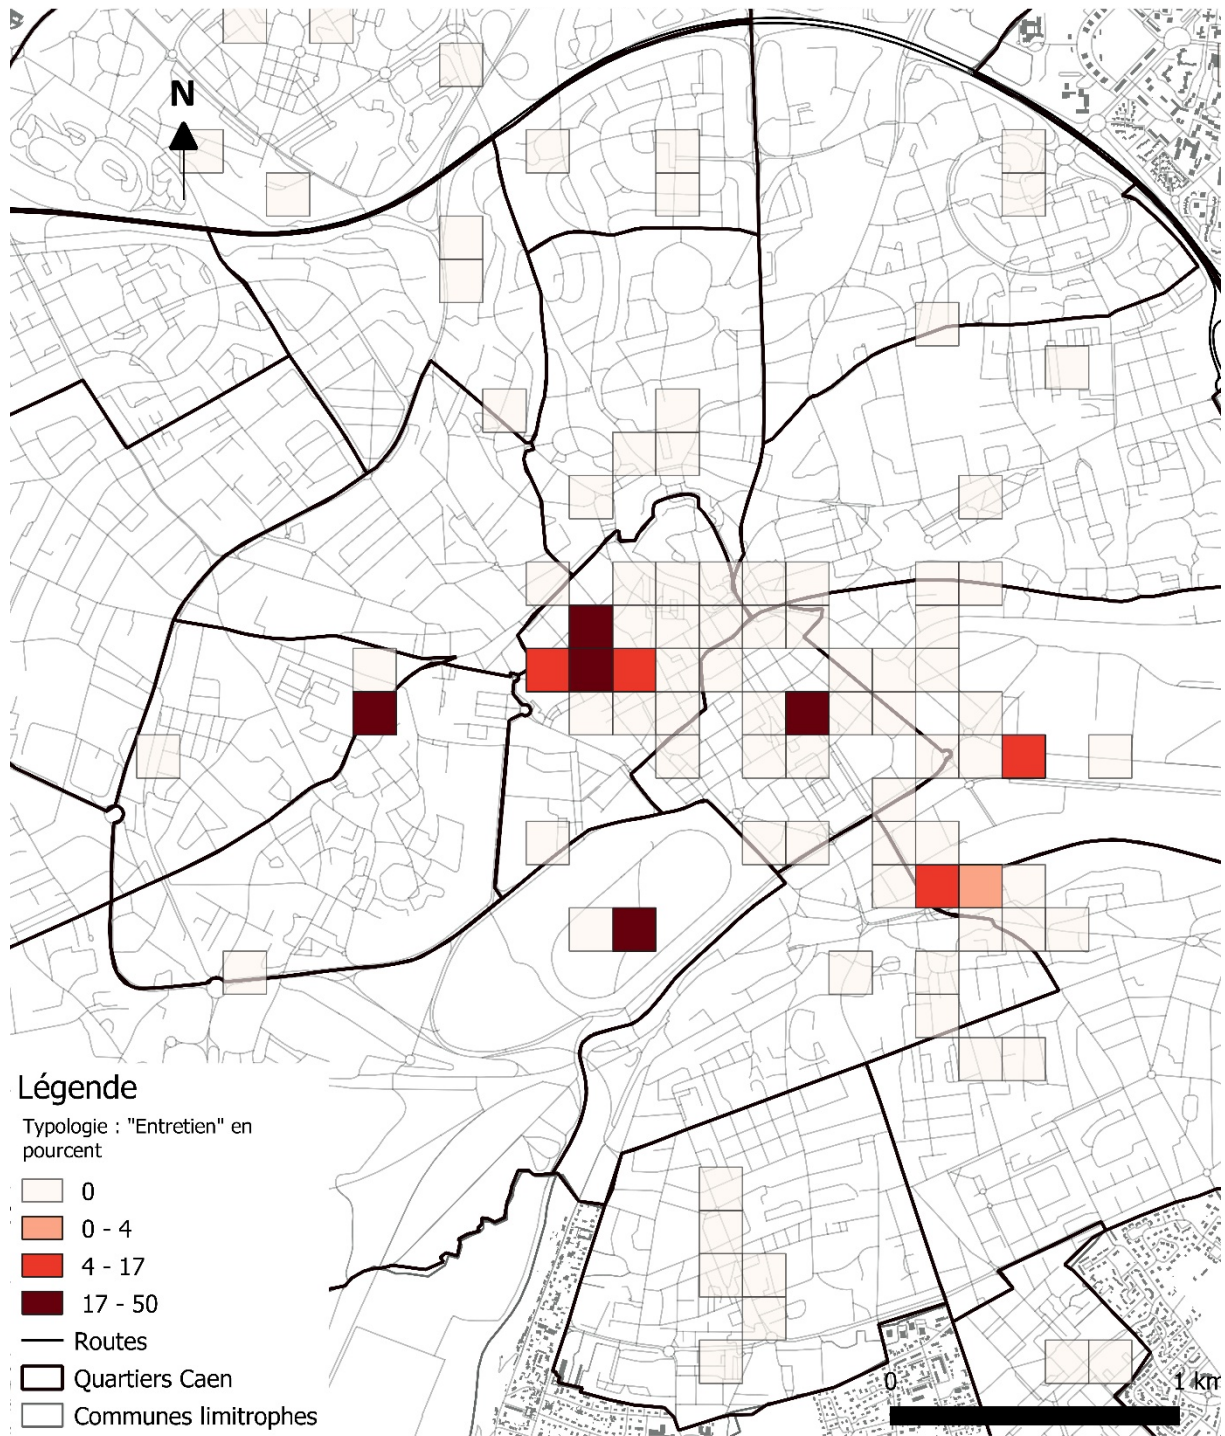 N
Légende
Typologie : "Entretien" en
pourcent
0
0 - 4
4 - 17
17 - 50
Routes
Quartiers Caen
Communes limitrophes
0 1 km